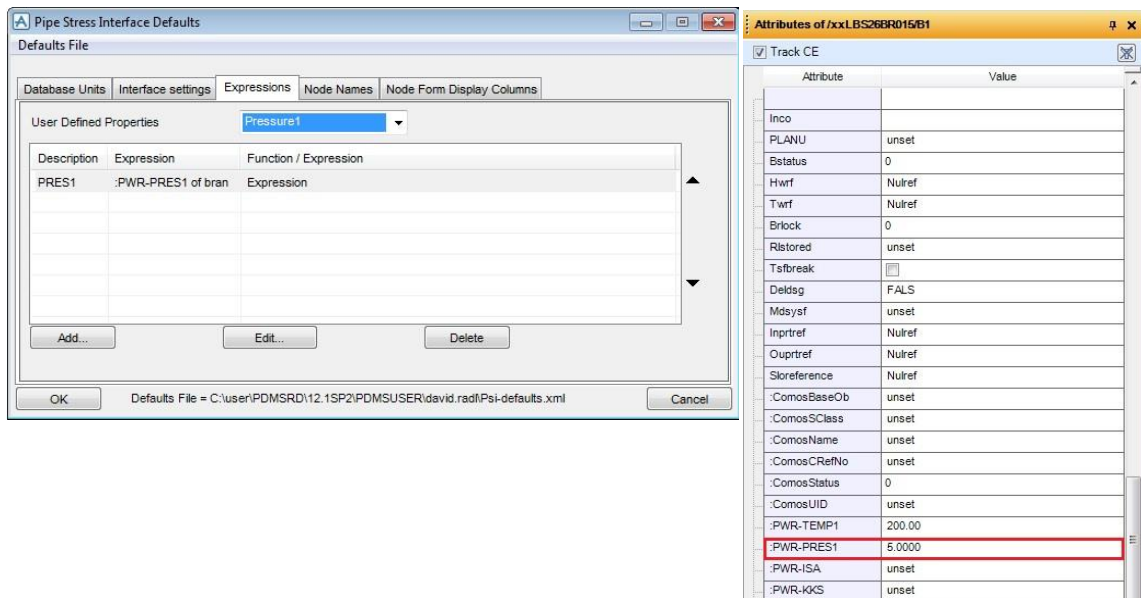 Pipe Stress Interface Defaults
Defaults File
Database Units Interface settings Expressions Node Names Node Form Display Columns
User Defined Properties Pressure1
Description Expression Function / Expression
PRES1 :PWR-PRES1 of bran Expression
Add... Edit... Delete
OK Defaults File = C:\user\PDMSRD\12.1SP2\PDMSUSER\david.radl\Psi-defaults.xml Cancel
Attributes of /xxLBS26BR015/B1
Track CE
Attribute Value
Inco
PLANU unset
Bstatus 0
Hwrf Nulref
Twrf Nulref
Brlock 0
Rlstored unset
Tsfbreak
Deldsg FALS
Mdsysf unset
Inprtref Nulref
Ouprtref Nulref
Sloreference Nulref
:ComosBaseOb unset
:ComosSClass unset
:ComosName unset
:ComosCRefNo unset
:ComosStatus 0
:ComosUID unset
:PWR-TEMP1 200.00
:PWR-PRES1 5.0000
:PWR-ISA unset
:PWR-KKS unset